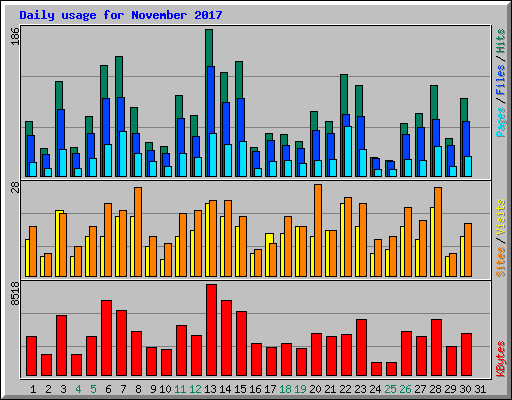 Daily usage for November 2017
186
Pages / Files / Hits
28
Sites / Visits
8518
KBytes
1 2 3 4 5 6 7 8 9 10 11 12 13 14 15 16 17 18 19 20 21 22 23 24 25 26 27 28 29 30 31